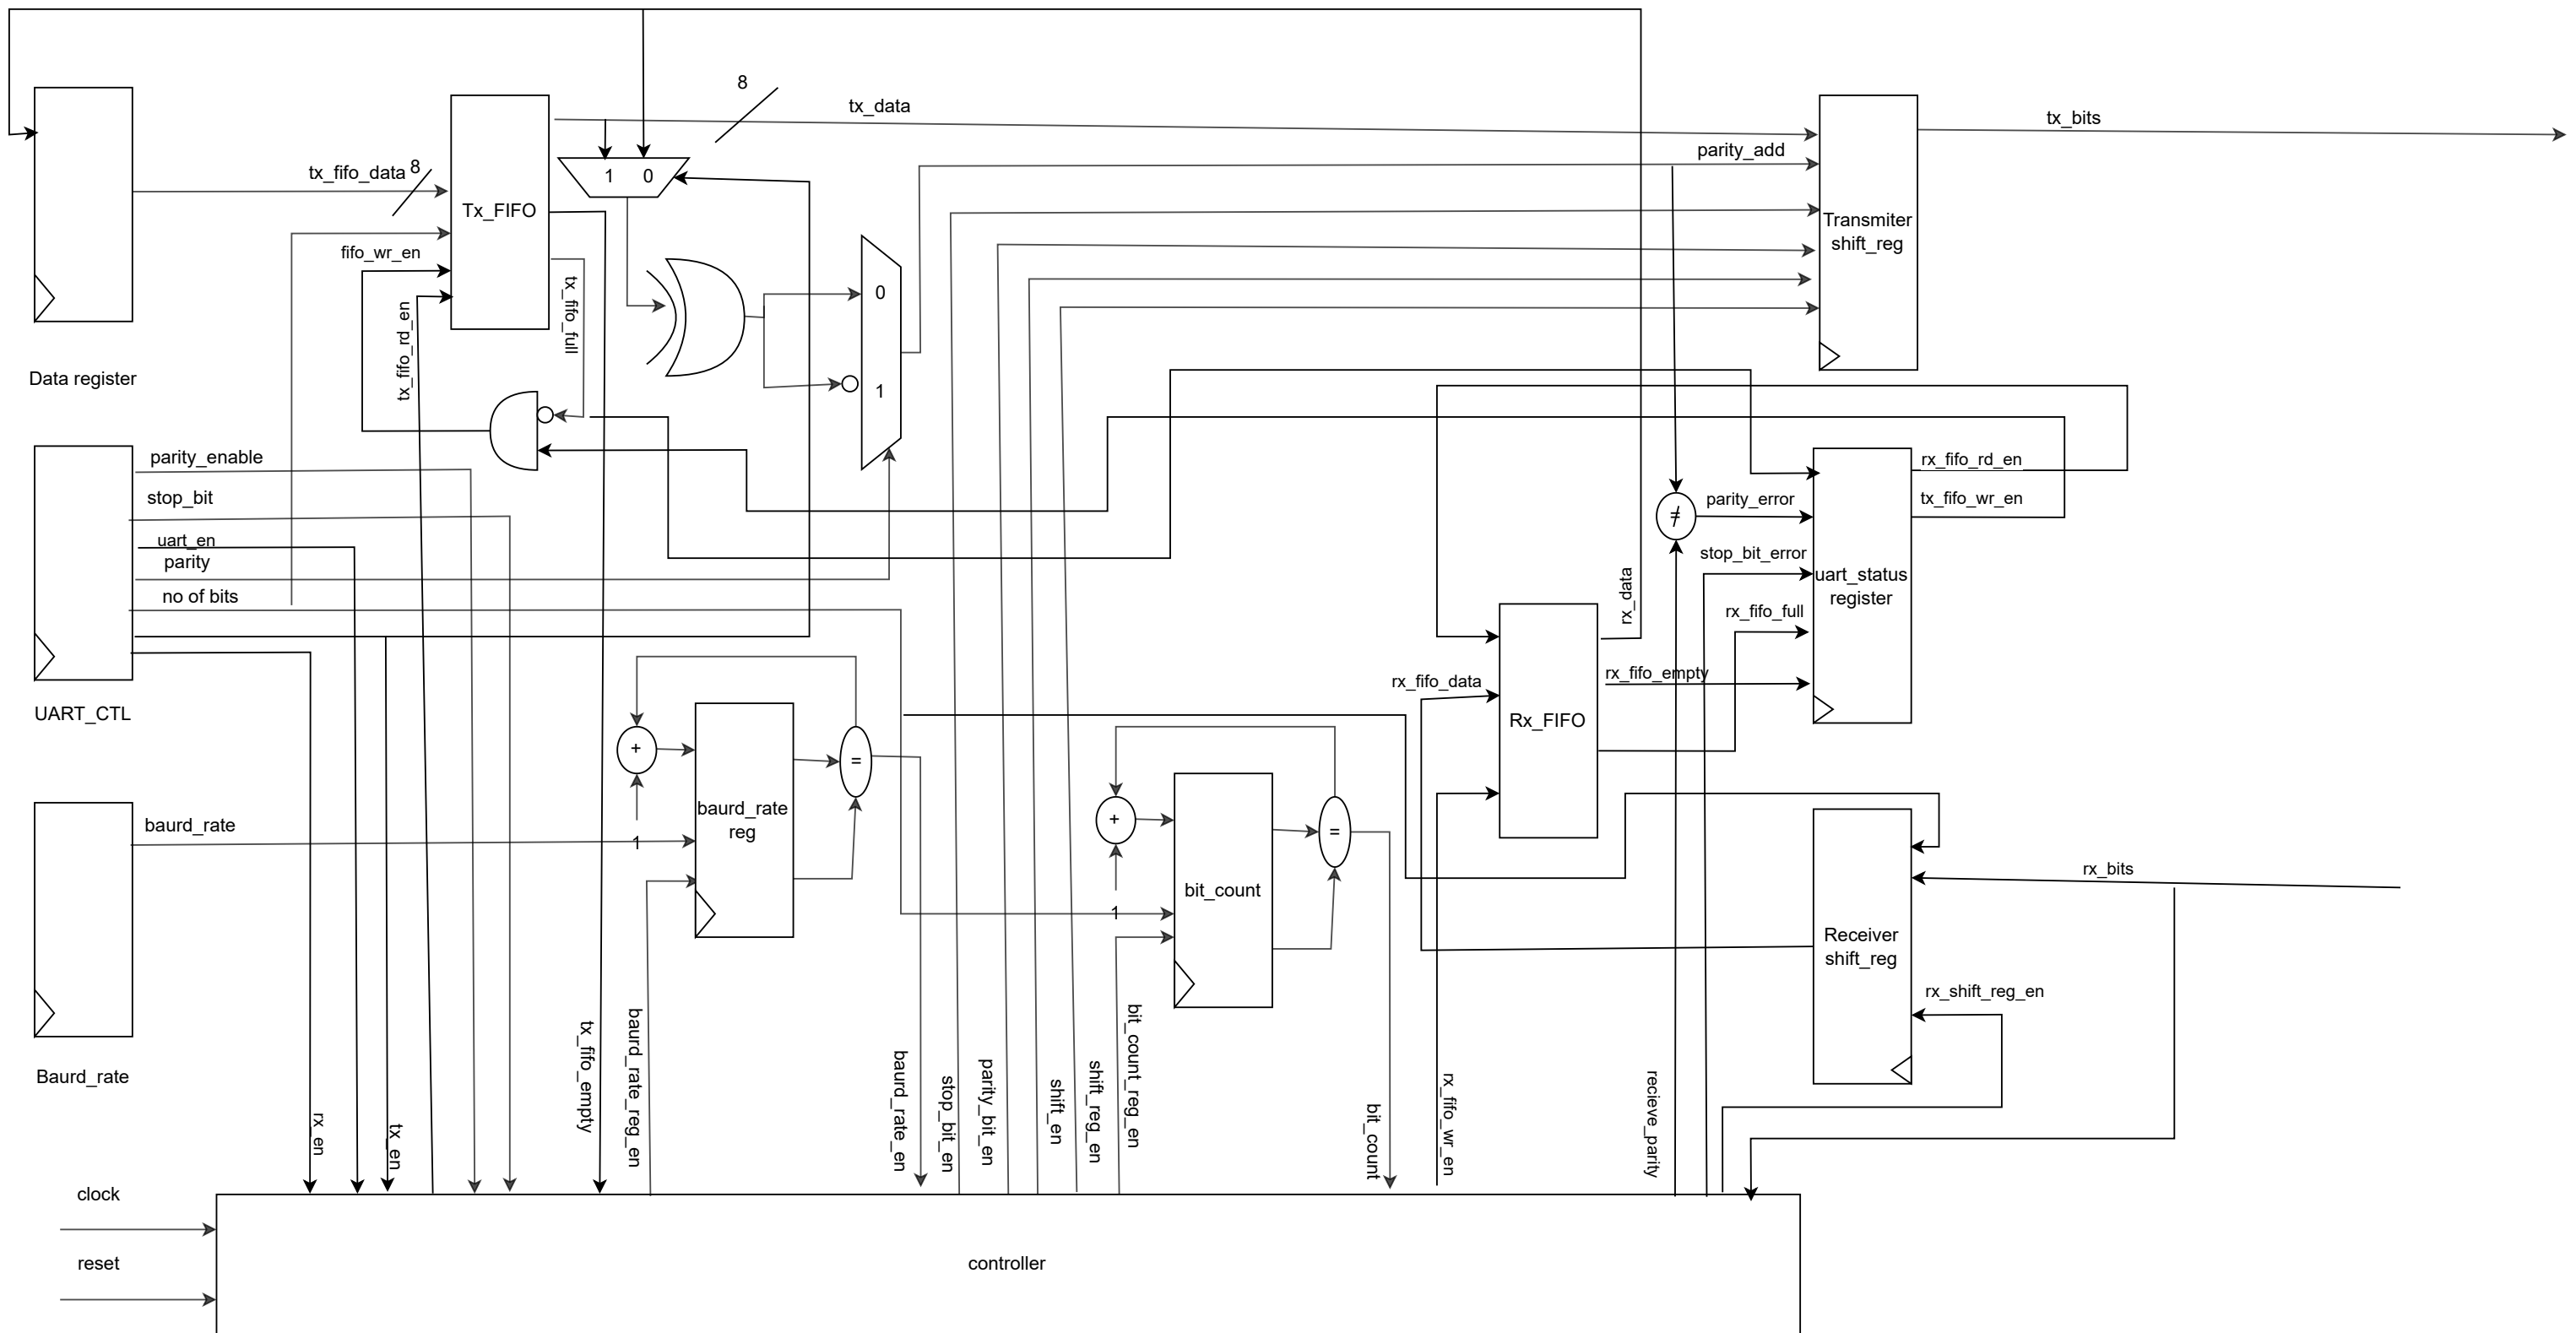 8
tx_data
tx_bits
parity_add
tx_fifo_data
8
1
0
Tx_FIFO
Transmiter
shift_reg
fifo_wr_en
tx_fifo_rd_en
tx_fifo_full
0
1
Data register
parity_enable
stop_bit
uart_en
parity
no of bits
UART_CTL
rx_fifo_rd_en
tx_fifo_wr_en
parity_error
≠
stop_bit_error
uart_status
register
rx_fifo_full
rx_data
rx_fifo_empty
rx_fifo_data
Rx_FIFO
+
=
baurd_rate
reg
1
baurd_rate
+
=
bit_count
1
rx_bits
Receiver
shift_reg
rx_shift_reg_en
Baurd_rate
rx_en
tx_en
tx_fifo_empty
baurd_rate_reg_en
baurd_rate_en
stop_bit_en
parity_bit_en
shift_en
shift_reg_en
bit_count_reg_en
bit_count
rx_fifo_wr_en
recieve_parity
clock
reset
controller